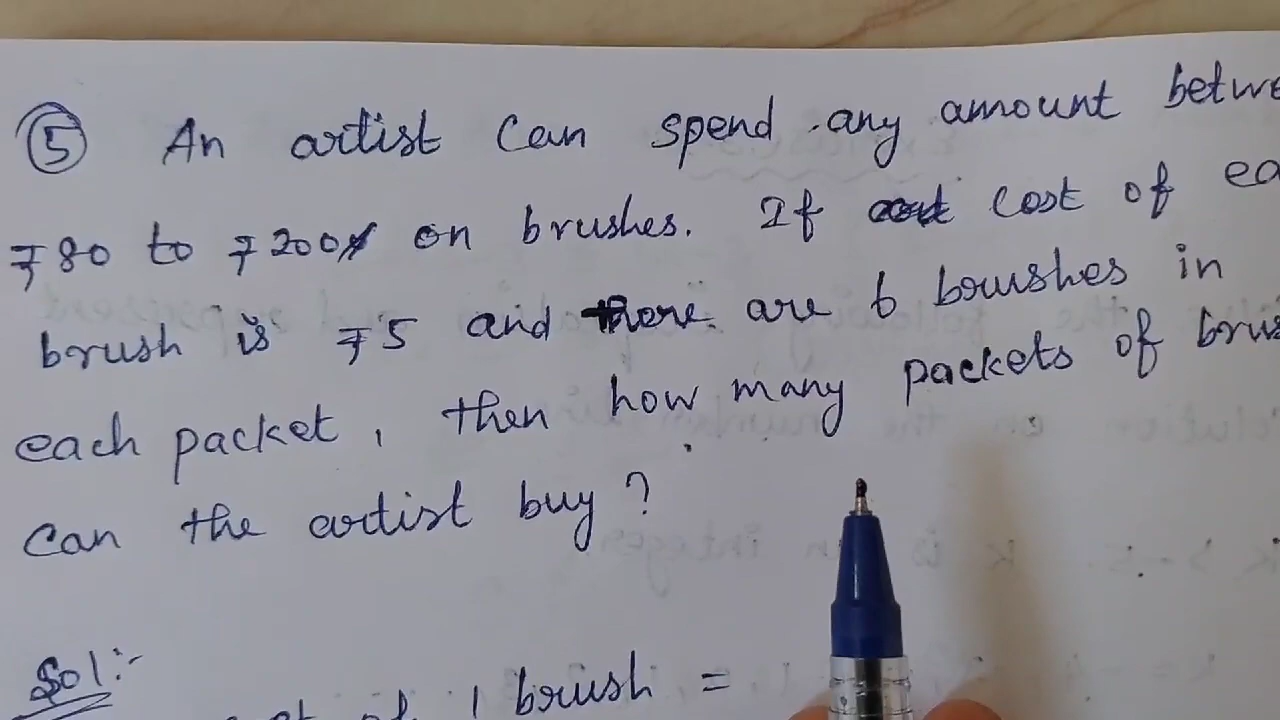 5 An artist can spend any amount betwe
₹80 to ₹200 on brushes. If cost of ea
brush is ₹5 and there are 6 brushes in
each packet, then how many packets of brus
can the artist buy?
Sol:-
of 1 brush =